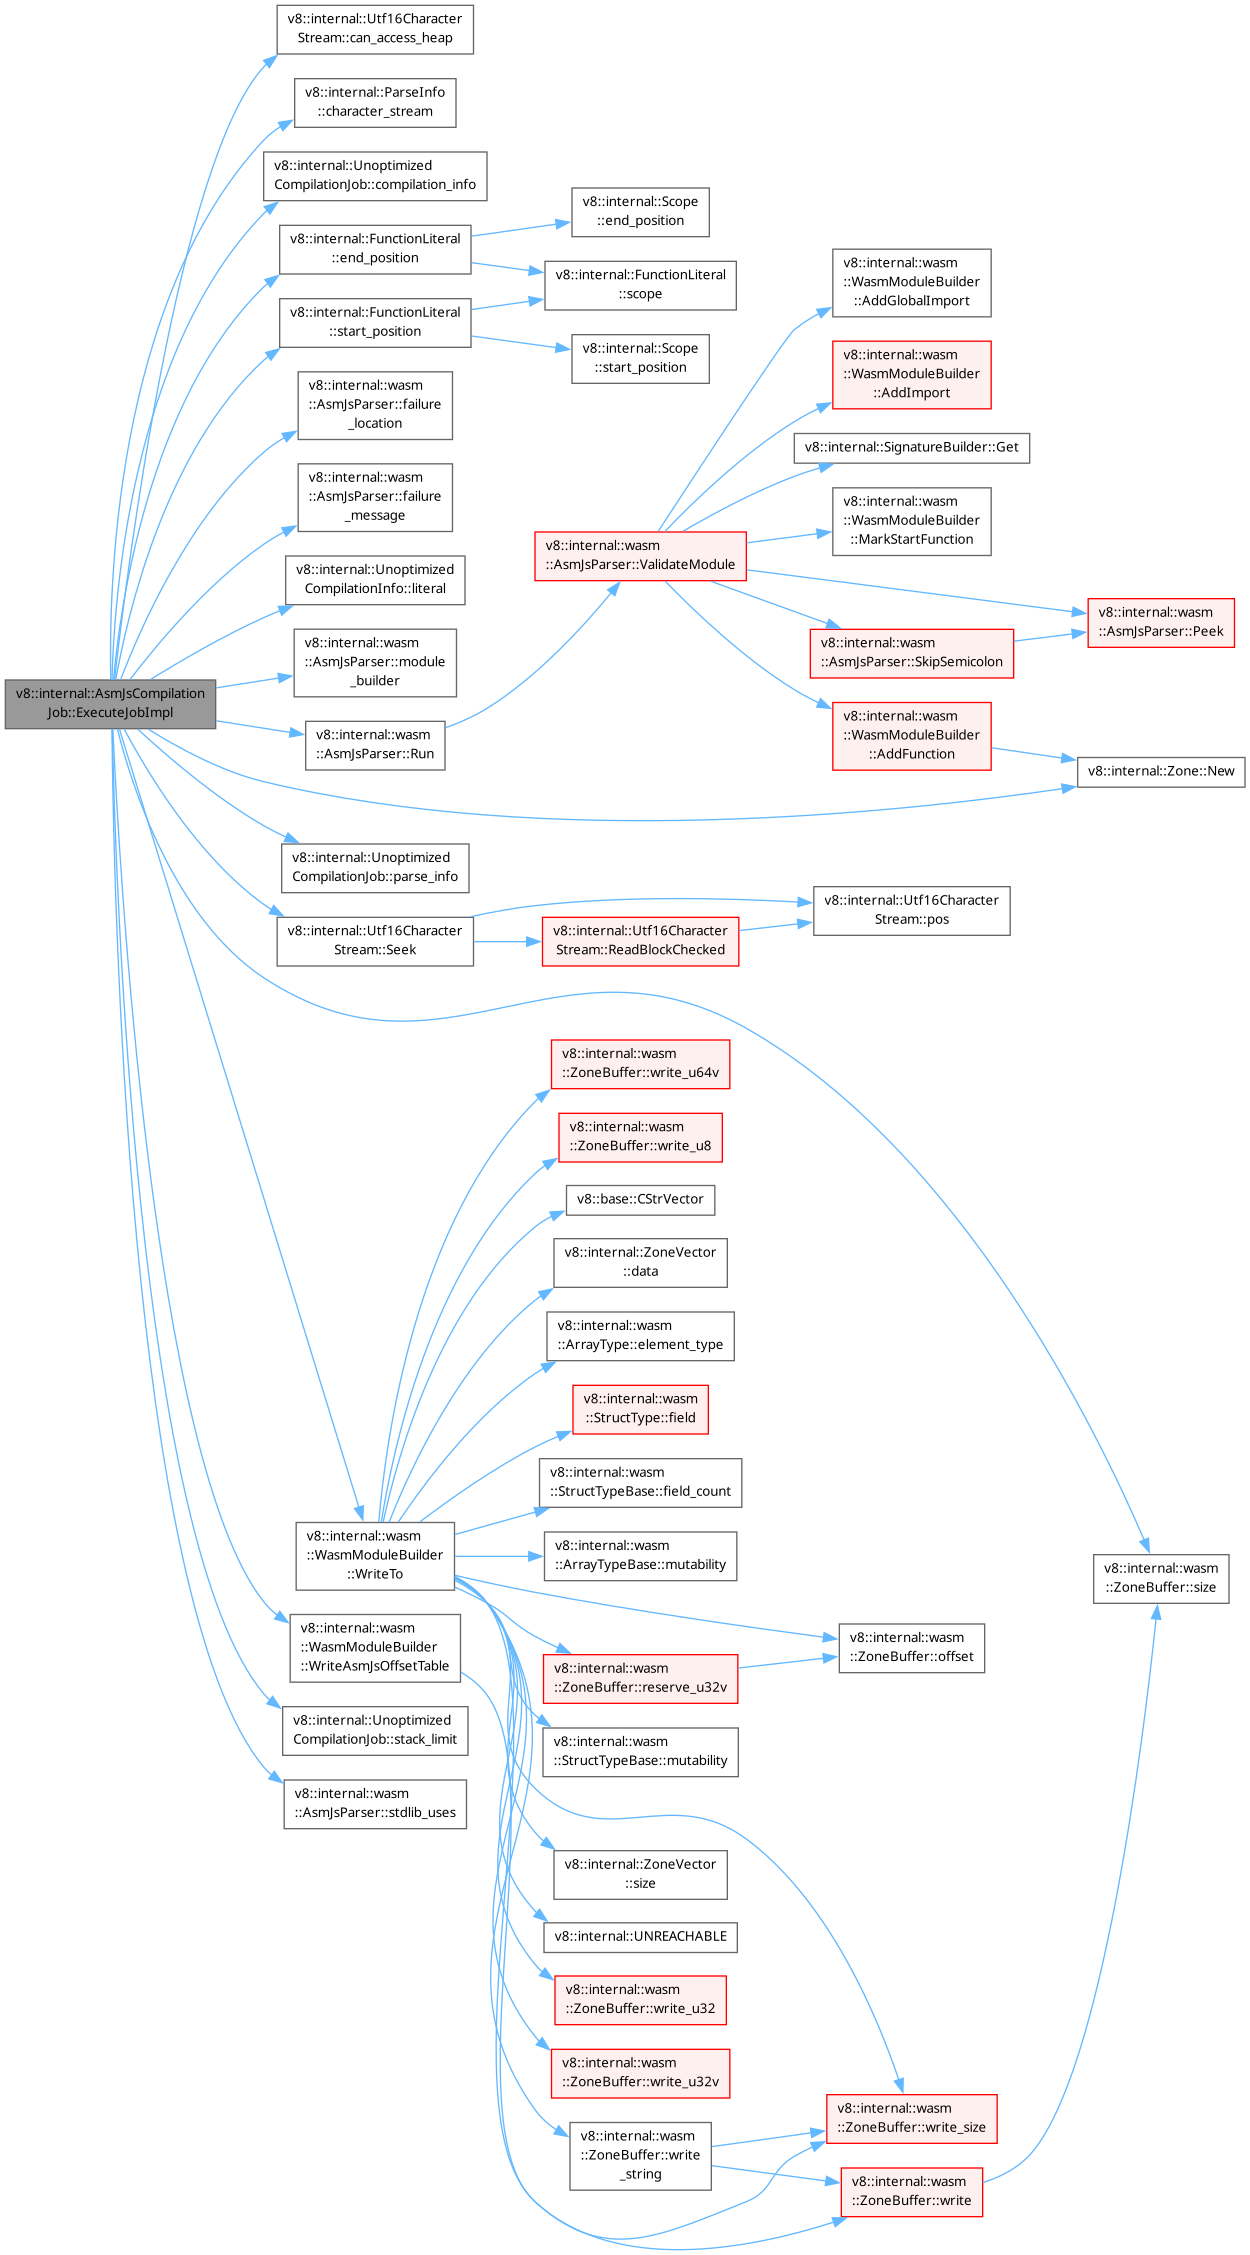 v8::internal::Utf16Character
Stream::can_access_heap
v8::internal::ParseInfo
::character_stream
v8::internal::Unoptimized
CompilationJob::compilation_info
v8::internal::FunctionLiteral
::end_position
v8::internal::Scope
::end_position
v8::internal::FunctionLiteral
::scope
v8::internal::FunctionLiteral
::start_position
v8::internal::Scope
::start_position
v8::internal::wasm
::AsmJsParser::failure
_location
v8::internal::wasm
::AsmJsParser::failure
_message
v8::internal::Unoptimized
CompilationInfo::literal
v8::internal::wasm
::AsmJsParser::module
_builder
v8::internal::AsmJsCompilation
Job::ExecuteJobImpl
v8::internal::wasm
::AsmJsParser::Run
v8::internal::wasm
::AsmJsParser::ValidateModule
v8::internal::wasm
::WasmModuleBuilder
::AddGlobalImport
v8::internal::wasm
::WasmModuleBuilder
::AddImport
v8::internal::SignatureBuilder::Get
v8::internal::wasm
::WasmModuleBuilder
::MarkStartFunction
v8::internal::wasm
::AsmJsParser::Peek
v8::internal::wasm
::AsmJsParser::SkipSemicolon
v8::internal::wasm
::WasmModuleBuilder
::AddFunction
v8::internal::Zone::New
v8::internal::Unoptimized
CompilationJob::parse_info
v8::internal::Utf16Character
Stream::Seek
v8::internal::Utf16Character
Stream::ReadBlockChecked
v8::internal::Utf16Character
Stream::pos
v8::internal::wasm
::ZoneBuffer::write_u64v
v8::internal::wasm
::ZoneBuffer::write_u8
v8::base::CStrVector
v8::internal::ZoneVector
::data
v8::internal::wasm
::ArrayType::element_type
v8::internal::wasm
::StructType::field
v8::internal::wasm
::StructTypeBase::field_count
v8::internal::wasm
::WasmModuleBuilder
::WriteTo
v8::internal::wasm
::ArrayTypeBase::mutability
v8::internal::wasm
::ZoneBuffer::size
v8::internal::wasm
::WasmModuleBuilder
::WriteAsmJsOffsetTable
v8::internal::wasm
::ZoneBuffer::offset
v8::internal::wasm
::ZoneBuffer::reserve_u32v
v8::internal::Unoptimized
CompilationJob::stack_limit
v8::internal::wasm
::StructTypeBase::mutability
v8::internal::wasm
::AsmJsParser::stdlib_uses
v8::internal::ZoneVector
::size
v8::internal::UNREACHABLE
v8::internal::wasm
::ZoneBuffer::write_u32
v8::internal::wasm
::ZoneBuffer::write_u32v
v8::internal::wasm
::ZoneBuffer::write
_string
v8::internal::wasm
::ZoneBuffer::write_size
v8::internal::wasm
::ZoneBuffer::write